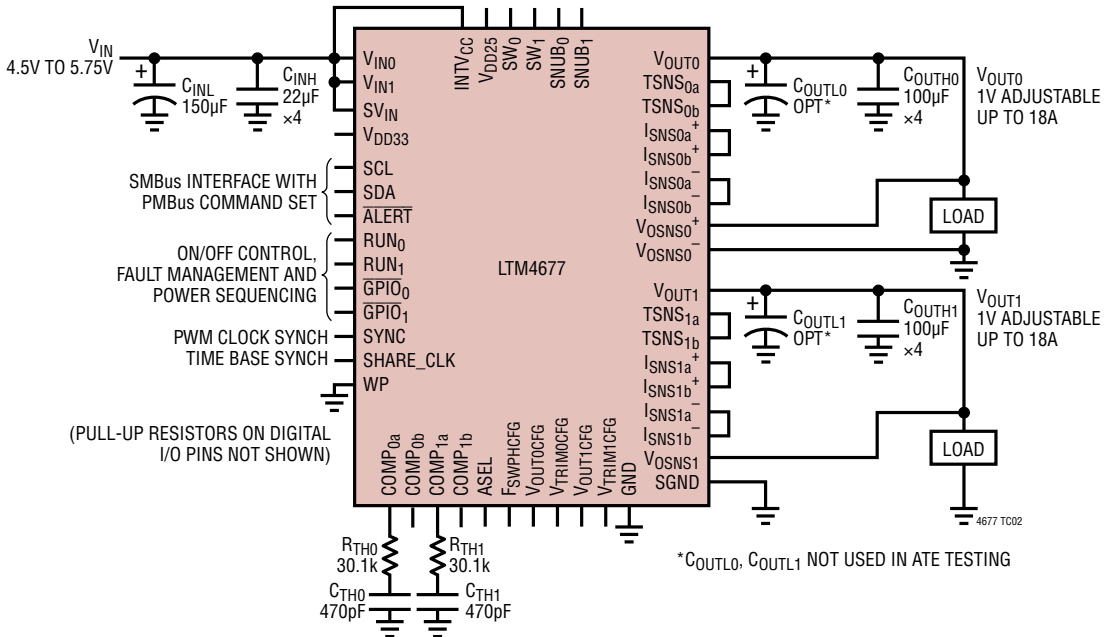 INTVCC
VDD25
SW0
SW1
SNUB0
SNUB1
VIN
4.5V TO 5.75V
+
CINL
150µF
CINH
22µF
×4
VIN0
VIN1
SVIN
VDD33
SMBus INTERFACE WITH
PMBus COMMAND SET
SCL
SDA
ALERT
ON/OFF CONTROL,
FAULT MANAGEMENT AND
POWER SEQUENCING
RUN0
RUN1
GPIO0
GPIO1
PWM CLOCK SYNCH
SYNC
TIME BASE SYNCH
SHARE_CLK
WP
(PULL-UP RESISTORS ON DIGITAL
I/O PINS NOT SHOWN)
LTM4677
VOUT0
TSNS0a
TSNS0b
ISNS0a+
ISNS0b+
ISNS0a–
ISNS0b–
VOSNS0+
VOSNS0–
+
COUTL0
OPT*
COUTH0
100µF
×4
VOUT0
1V ADJUSTABLE
UP TO 18A
LOAD
VOUT1
TSNS1a
TSNS1b
ISNS1a+
ISNS1b+
ISNS1a–
ISNS1b–
VOSNS1
SGND
+
COUTL1
OPT*
COUTH1
100µF
×4
VOUT1
1V ADJUSTABLE
UP TO 18A
LOAD
4677 TC02
COMP0a
COMP0b
COMP1a
COMP1b
ASEL
FSWPHCFG
VOUT0CFG
VTRIM0CFG
VOUT1CFG
VTRIM1CFG
GND
RTH0
30.1k
RTH1
30.1k
CTH0
470pF
CTH1
470pF
*COUTL0, COUTL1 NOT USED IN ATE TESTING